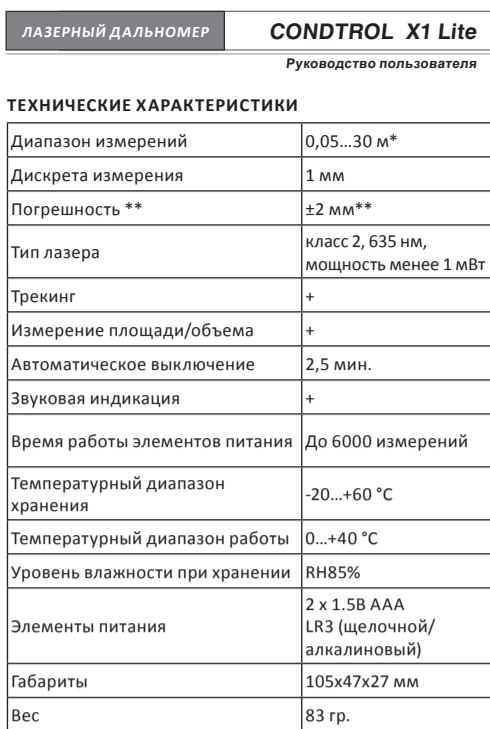 ЛАЗЕРНЫЙ ДАЛЬНОМЕР
CONDTROL X1 Lite
Руководство пользователя
ТЕХНИЧЕСКИЕ ХАРАКТЕРИСТИКИ
Диапазон измерений 0,05...30 м*
Дискрета измерения 1 мм
Погрешность ** ±2 мм**
Тип лазера класс 2, 635 нм,
мощность менее 1 мВт
Трекинг +
Измерение площади/объема +
Автоматическое выключение 2,5 мин.
Звуковая индикация +
Время работы элементов питания До 6000 измерений
Температурный диапазон
хранения -20...+60 °C
Температурный диапазон работы 0...+40 °C
Уровень влажности при хранении RH85%
Элементы питания 2 x 1.5В ААА
LR3 (щелочной/
алкалиновый)
Габариты 105x47x27 мм
Вес 83 гр.